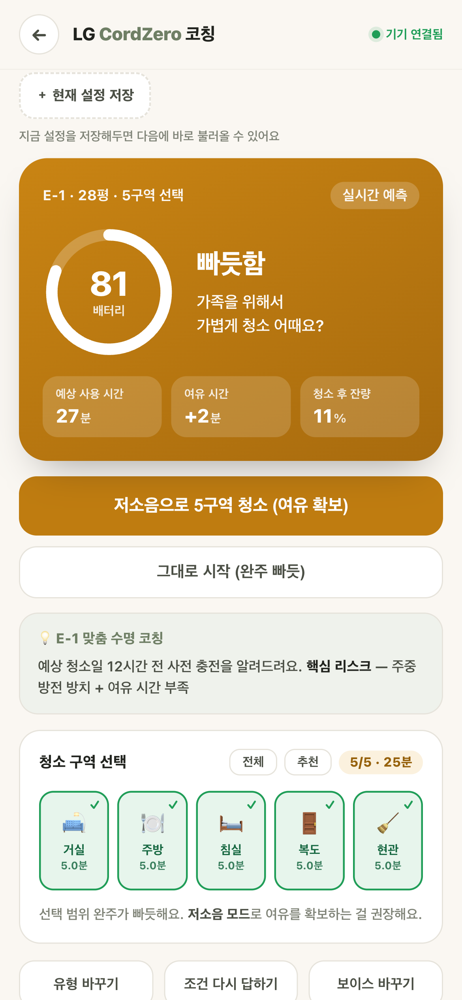 LG CordZero 코칭
기기 연결됨
+ 현재 설정 저장
지금 설정을 저장해두면 다음에 바로 불러올 수 있어요
E-1 · 28평 · 5구역 선택
실시간 예측
81
배터리
빠듯함
가족을 위해서
가볍게 청소 어때요?
예상 사용 시간
27분
여유 시간
+2분
청소 후 잔량
11%
저소음으로 5구역 청소 (여유 확보)
그대로 시작 (완주 빠듯)
E-1 맞춤 수명 코칭
예상 청소일 12시간 전 사전 충전을 알려드려요. 핵심 리스크 — 주중
방전 방치 + 여유 시간 부족
청소 구역 선택
전체
추천
5/5 · 25분
거실
5.0분
주방
5.0분
침실
5.0분
복도
5.0분
현관
5.0분
선택 범위 완주가 빠듯해요. 저소음 모드로 여유를 확보하는 걸 권장해요.
유형 바꾸기
조건 다시 답하기
보이스 바꾸기